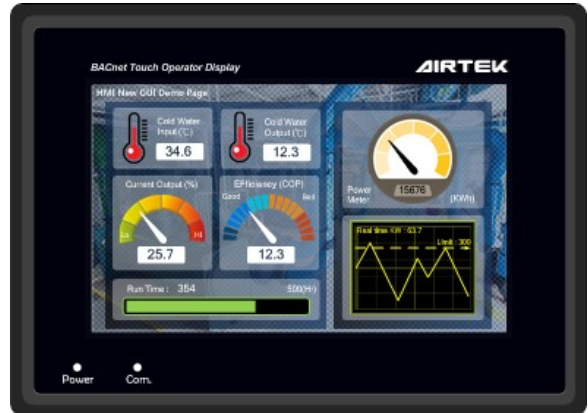 BACnet Touch Operator Display
AIRTEK
HMI New GUI Demo Page
Cold Water
Input (℃)
34.6
Cold Water
Output (℃)
12.3
Current Output (%)
Lo
Hi
25.7
EFficiency (COP)
Good
Bad
12.3
Power
Meter
15676
(KWh)
Real time KW : 63.7
Limit : 300
Run Time : 354
500(Hr)
Power
Com.